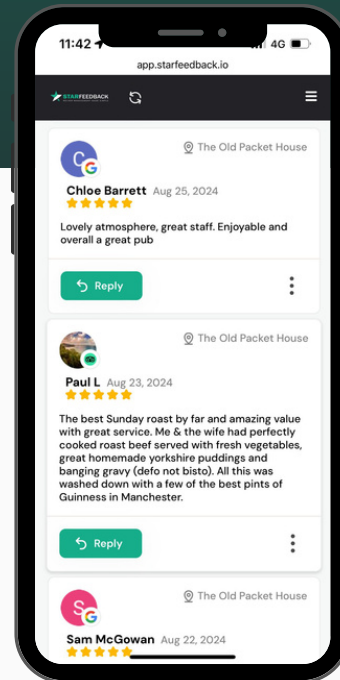 11:42
4G
app.starfeedback.io
STARFEEDBACK
The Old Packet House
C
G
Chloe Barrett Aug 25, 2024
Lovely atmosphere, great staff. Enjoyable and
overall a great pub
Reply
The Old Packet House
Paul L Aug 23, 2024
The best Sunday roast by far and amazing value
with great service. Me & the wife had perfectly
cooked roast beef served with fresh vegetables,
great homemade yorkshire puddings and
banging gravy (defo not bisto). All this was
washed down with a few of the best pints of
Guinness in Manchester.
Reply
The Old Packet House
S
G
Sam McGowan Aug 22, 2024